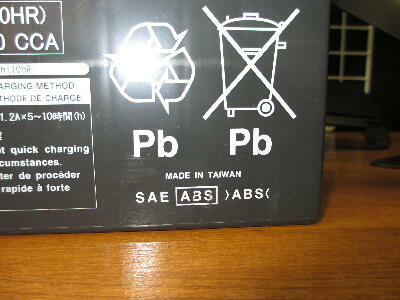 0HR)
0 CCA
h(10HR)
ARGING METHOD
THODE DE CHARGE
1.2A×5~10時間(h)
t quick charging
cumstances.
ter de procéder
rapide à forte
Pb Pb
MADE IN TAIWAN
SAE ABS >ABS<